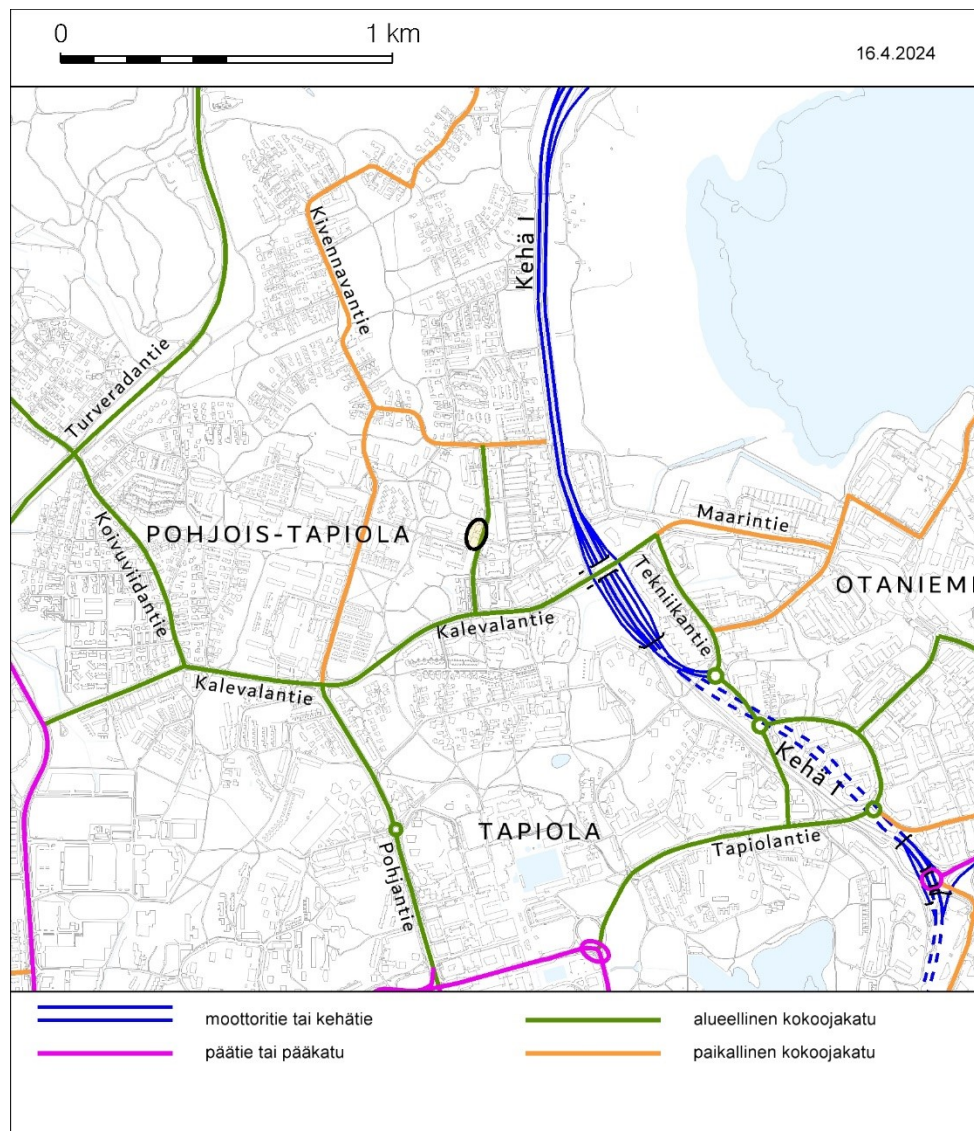 0 1 km
16.4.2024
Kehä I
Kivennavantie
Turveradantie
Maarintie
POHJOIS-TAPIOLA
Koivuviidantie
Tekniikantie
OTANIEMI
Kalevalantie
Kalevalantie
Kehä I
TAPIOLA
Tapiolantie
Pohjantie
moottoritie tai kehätie
alueellinen kokoojakatu
päätie tai pääkatu
paikallinen kokoojakatu